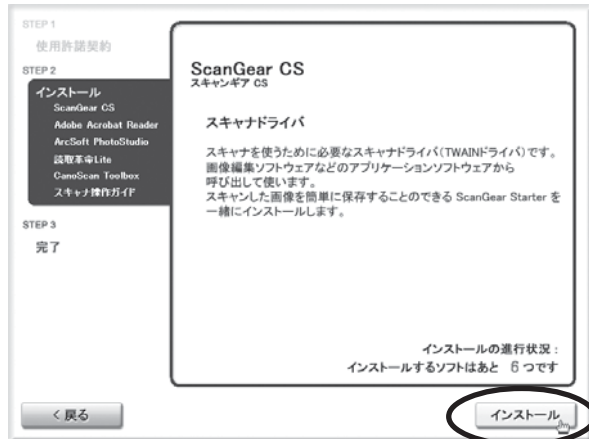 STEP 1
使用許諾契約
STEP 2
インストール
ScanGear CS
Adobe Acrobat Reader
ArcSoft PhotoStudio
読取革命Lite
CanoScan Toolbox
スキャナ操作ガイド
STEP 3
完了
ScanGear CS
スキャンギア CS
スキャナドライバ
スキャナを使うために必要なスキャナドライバ(TWAINドライバ)です。
画像編集ソフトウェアなどのアプリケーションソフトウェアから
呼び出して使います。
スキャンした画像を簡単に保存することのできる ScanGear Starter を
一緒にインストールします。
インストールの進行状況 :
インストールするソフトはあと 6 つです
< 戻る
インストール